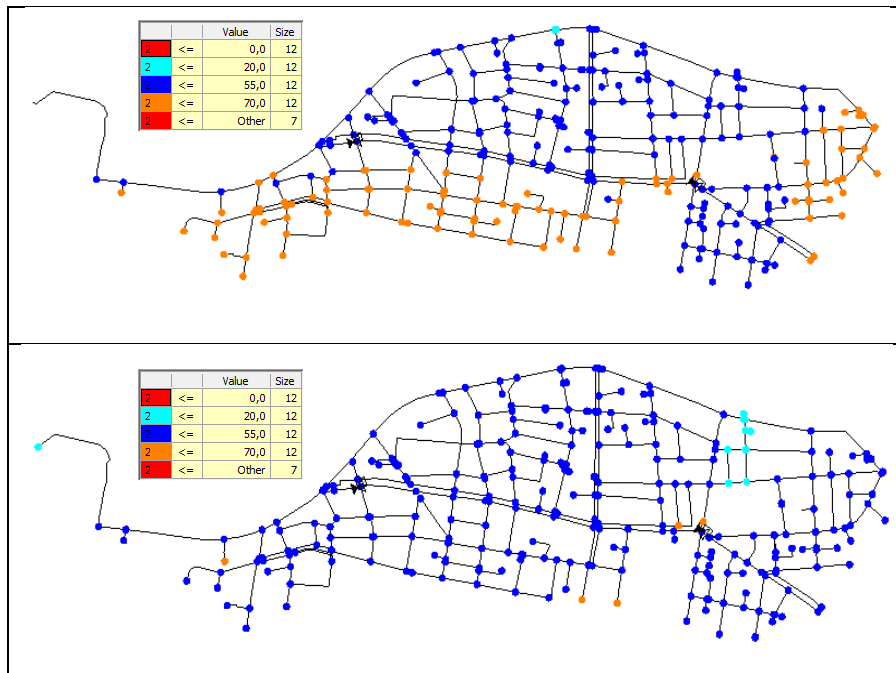 Value Size
2 <= 0,0 12
2 <= 20,0 12
2 <= 55,0 12
2 <= 70,0 12
2 <= Other 7
Value Size
2 <= 0,0 12
2 <= 20,0 12
2 <= 55,0 12
2 <= 70,0 12
2 <= Other 7